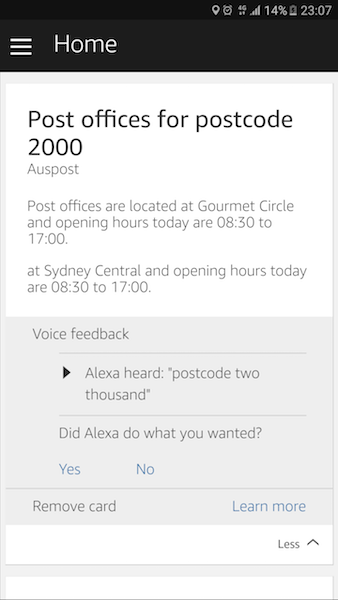 14% 23:07
Home
Post offices for postcode
2000
Auspost
Post offices are located at Gourmet Circle
and opening hours today are 08:30 to
17:00.
at Sydney Central and opening hours today
are 08:30 to 17:00.
Voice feedback
Alexa heard: "postcode two
thousand"
Did Alexa do what you wanted?
Yes No
Remove card Learn more
Less